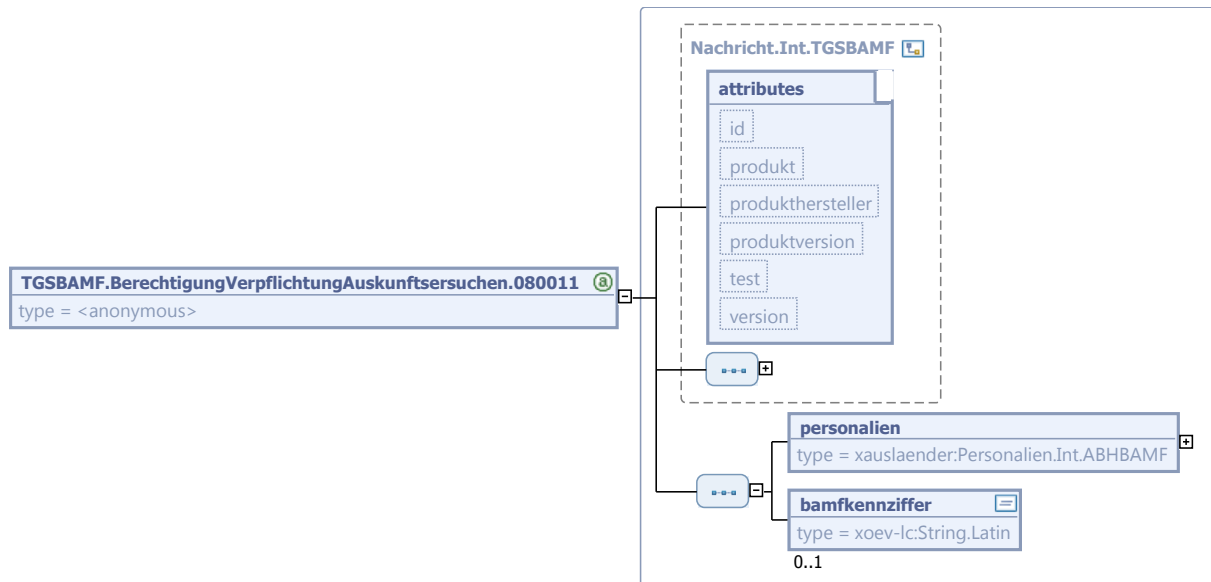 Nachricht.Int.TGSBAMF
attributes
id
produkt
produkthersteller
produktversion
test
version
TGSBAMF.BerechtigungVerpflichtungAuskunftsersuchen.080011 a
type = <anonymous>
personalien
type = xauslaender:Personalien.Int.ABHBAMF
bamfkennziffer
type = xoev-lc:String.Latin
0..1